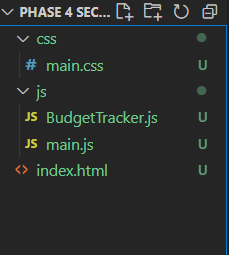 PHASE 4 SEC...
css
# main.css U
js
JS BudgetTracker.js U
JS main.js U
<> index.html U